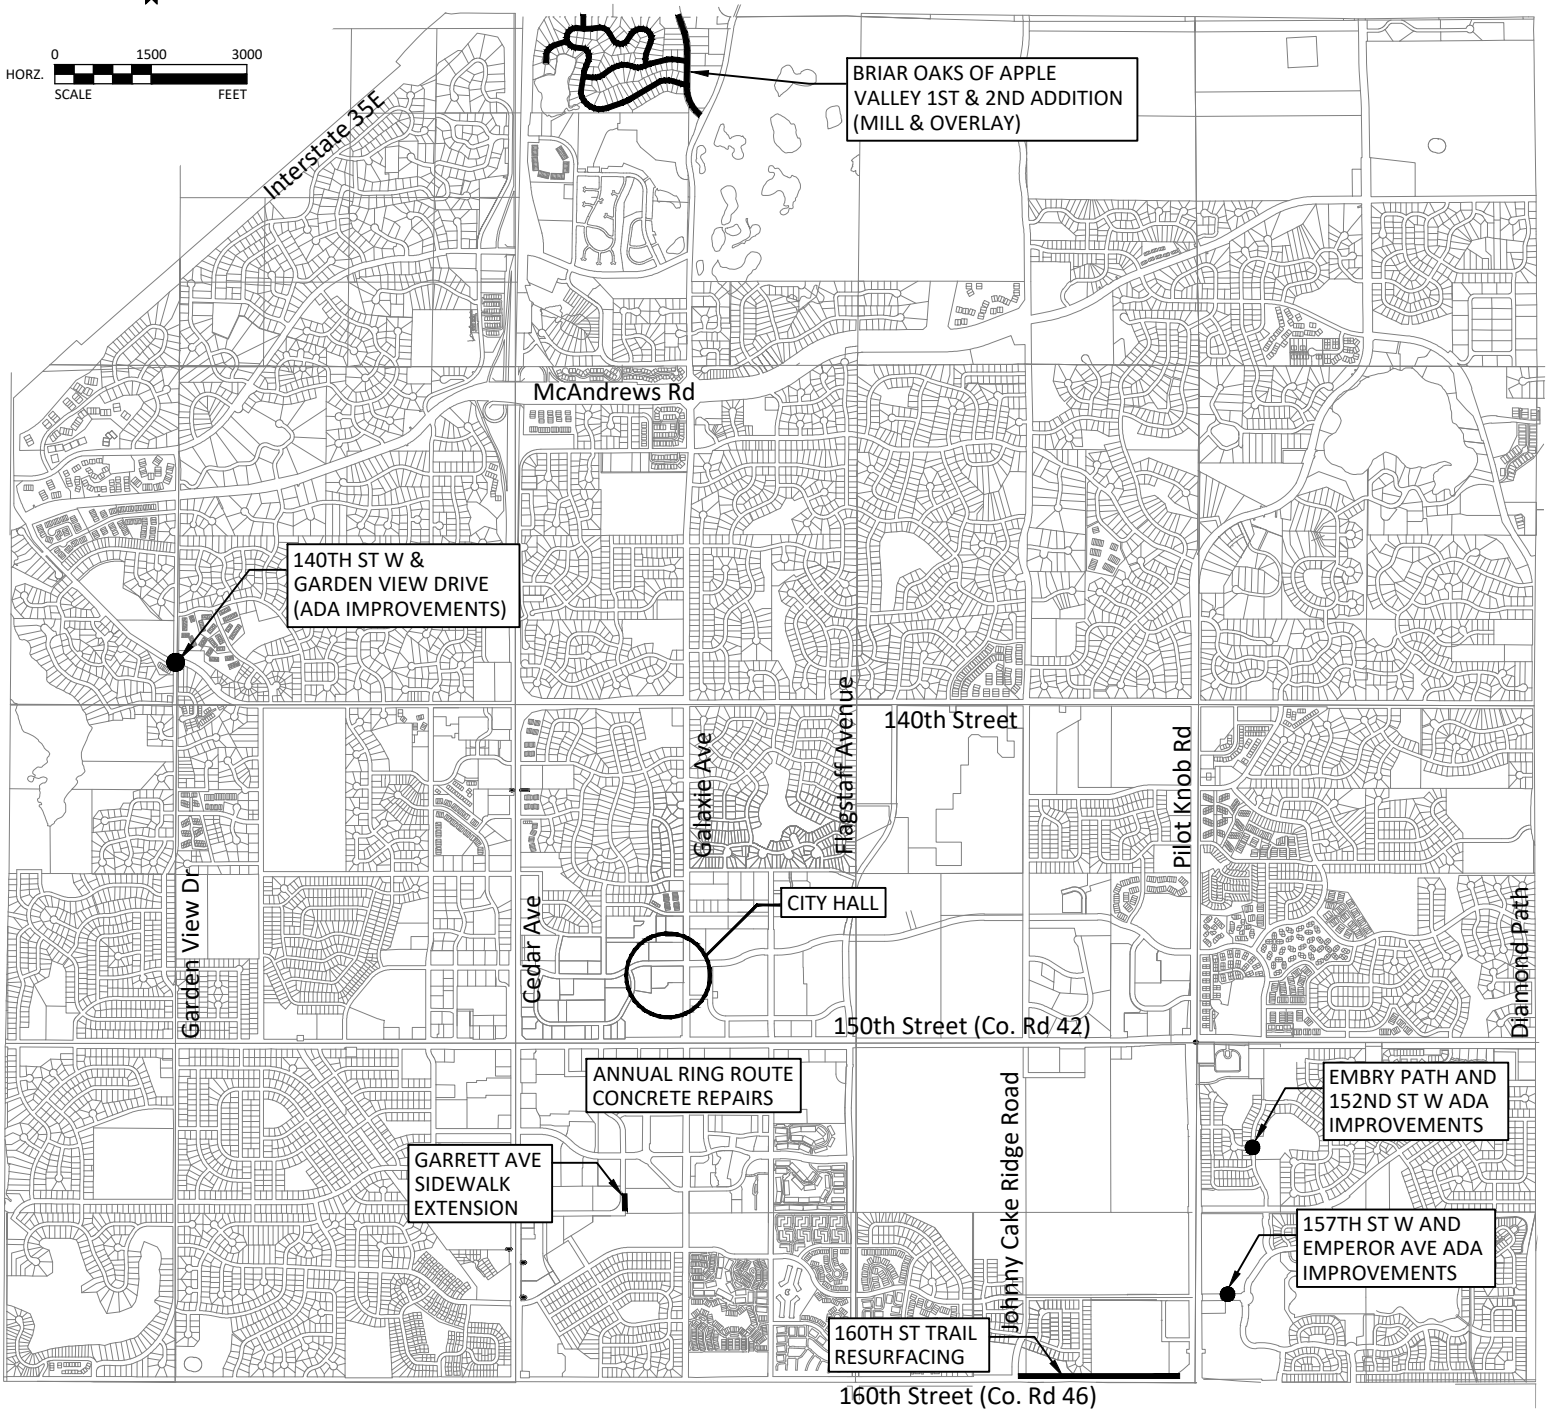 0 1500 3000
HORZ.
SCALE FEET
BRIAR OAKS OF APPLE
VALLEY 1ST & 2ND ADDITION
(MILL & OVERLAY)
Interstate 35E
McAndrews Rd
140TH ST W &
GARDEN VIEW DRIVE
(ADA IMPROVEMENTS)
140th Street
Galaxie Ave
Flagstaff Avenue
Pilot Knob Rd
Garden View Dr
Cedar Ave
CITY HALL
Diamond Path
150th Street (Co. Rd 42)
ANNUAL RING ROUTE
CONCRETE REPAIRS
Johnny Cake Ridge Road
EMBRY PATH AND
152ND ST W ADA
IMPROVEMENTS
GARRETT AVE
SIDEWALK
EXTENSION
157TH ST W AND
EMPEROR AVE ADA
IMPROVEMENTS
160TH ST TRAIL
RESURFACING
160th Street (Co. Rd 46)